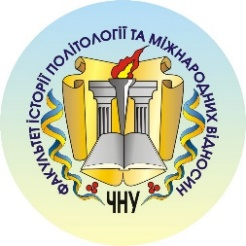 ФАКУЛЬТЕТ ІСТОРІЇ ПОЛІТОЛОГІЇ ТА МІЖНАРОДНИХ ВІДНОСИН
ЧНУ